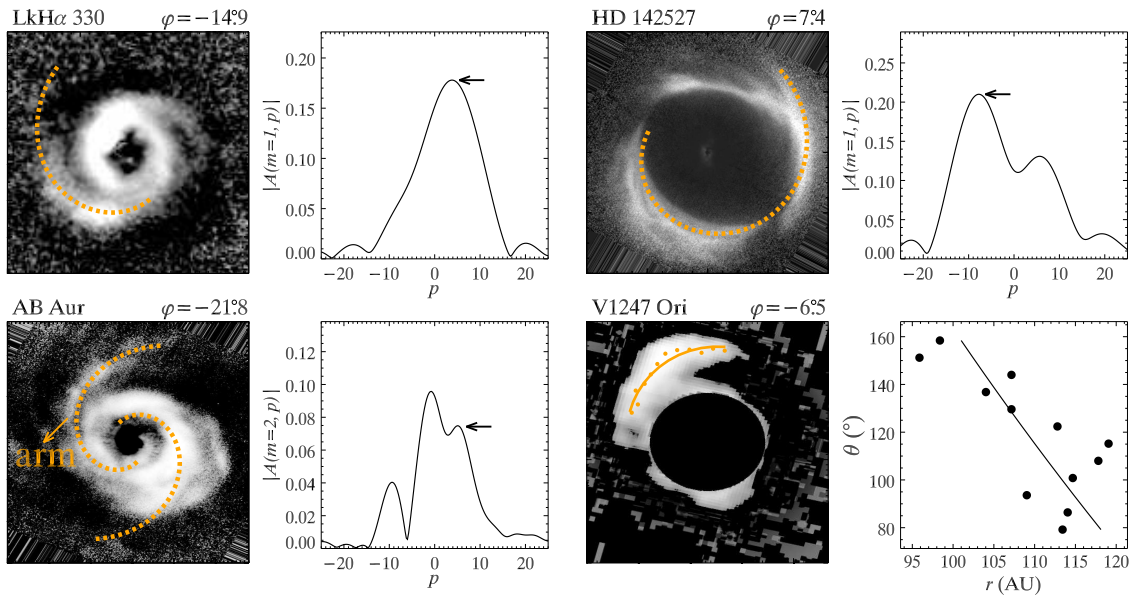 LkHα 330 φ=−14°.9
0.20
0.15
0.10
0.05
0.00
|A(m=1, p)|
−20 −10 0 10 20
p
HD 142527 φ=7°.4
0.25
0.20
0.15
0.10
0.05
0.00
|A(m=1, p)|
−20 −10 0 10 20
p
AB Aur φ=−21°.8
arm
0.12
0.10
0.08
0.06
0.04
0.02
0.00
|A(m=2, p)|
−20 −10 0 10 20
p
V1247 Ori φ=−6°.5
160
140
120
100
80
θ (°)
95 100 105 110 115 120
r (AU)